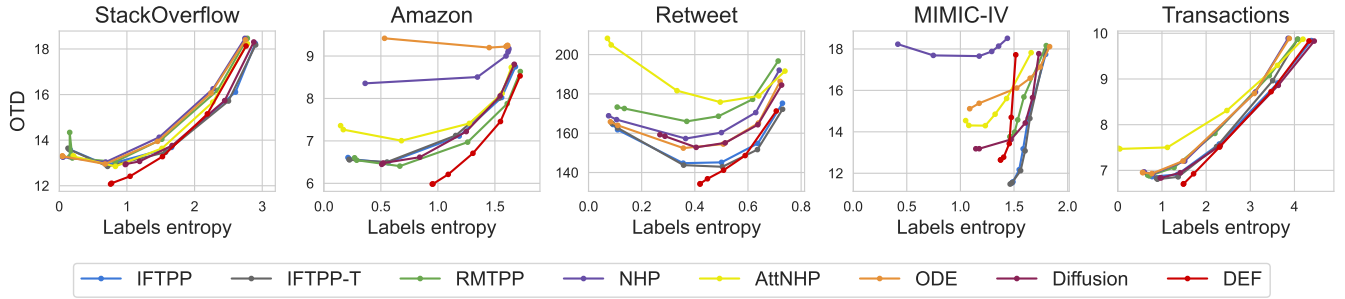 StackOverflow Amazon Retweet MIMIC-IV Transactions
OTD
18
16
14
12
0 1 2 3
9
8
7
6
0.0 0.5 1.0 1.5
200
180
160
140
0.0 0.2 0.4 0.6 0.8
18
16
14
12
0.0 0.5 1.0 1.5 2.0
10
9
8
7
0 1 2 3 4
Labels entropy Labels entropy Labels entropy Labels entropy Labels entropy
IFTPP IFTPP-T RMTPP NHP AttNHP ODE Diffusion DEF